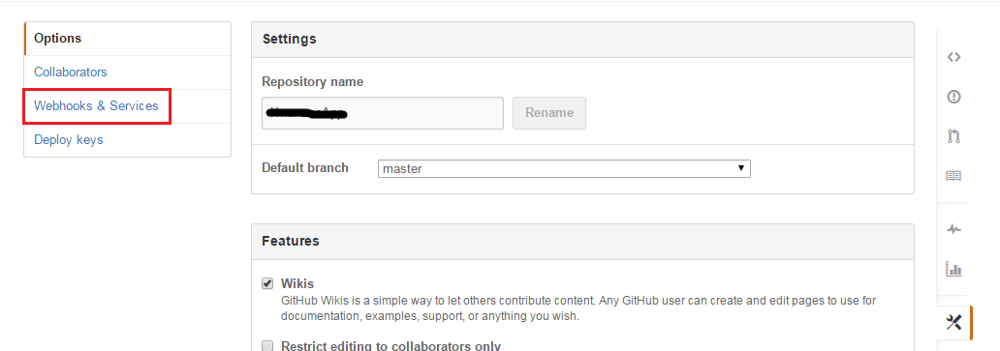 Options
Collaborators
Webhooks & Services
Deploy keys
Settings
Repository name
Rename
Default branch
master
Features
Wikis
GitHub Wikis is a simple way to let others contribute content. Any GitHub user can create and edit pages to use for
documentation, examples, support, or anything you wish.
Restrict editing to collaborators only